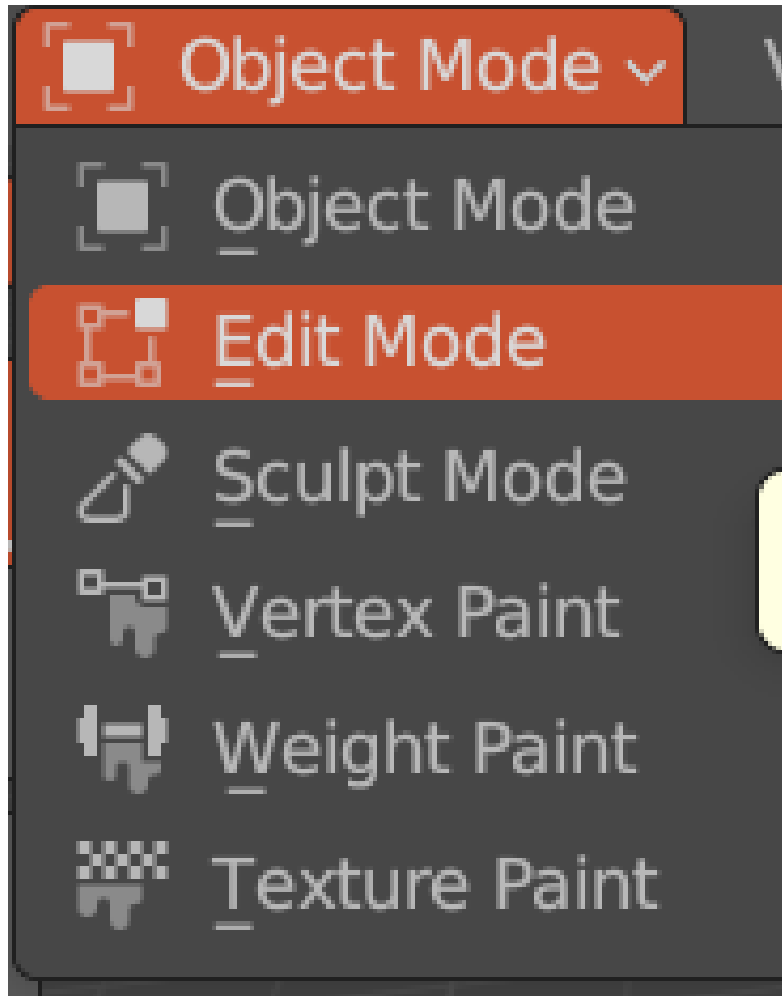 Object Mode
Object Mode
Edit Mode
Sculpt Mode
Vertex Paint
Weight Paint
Texture Paint